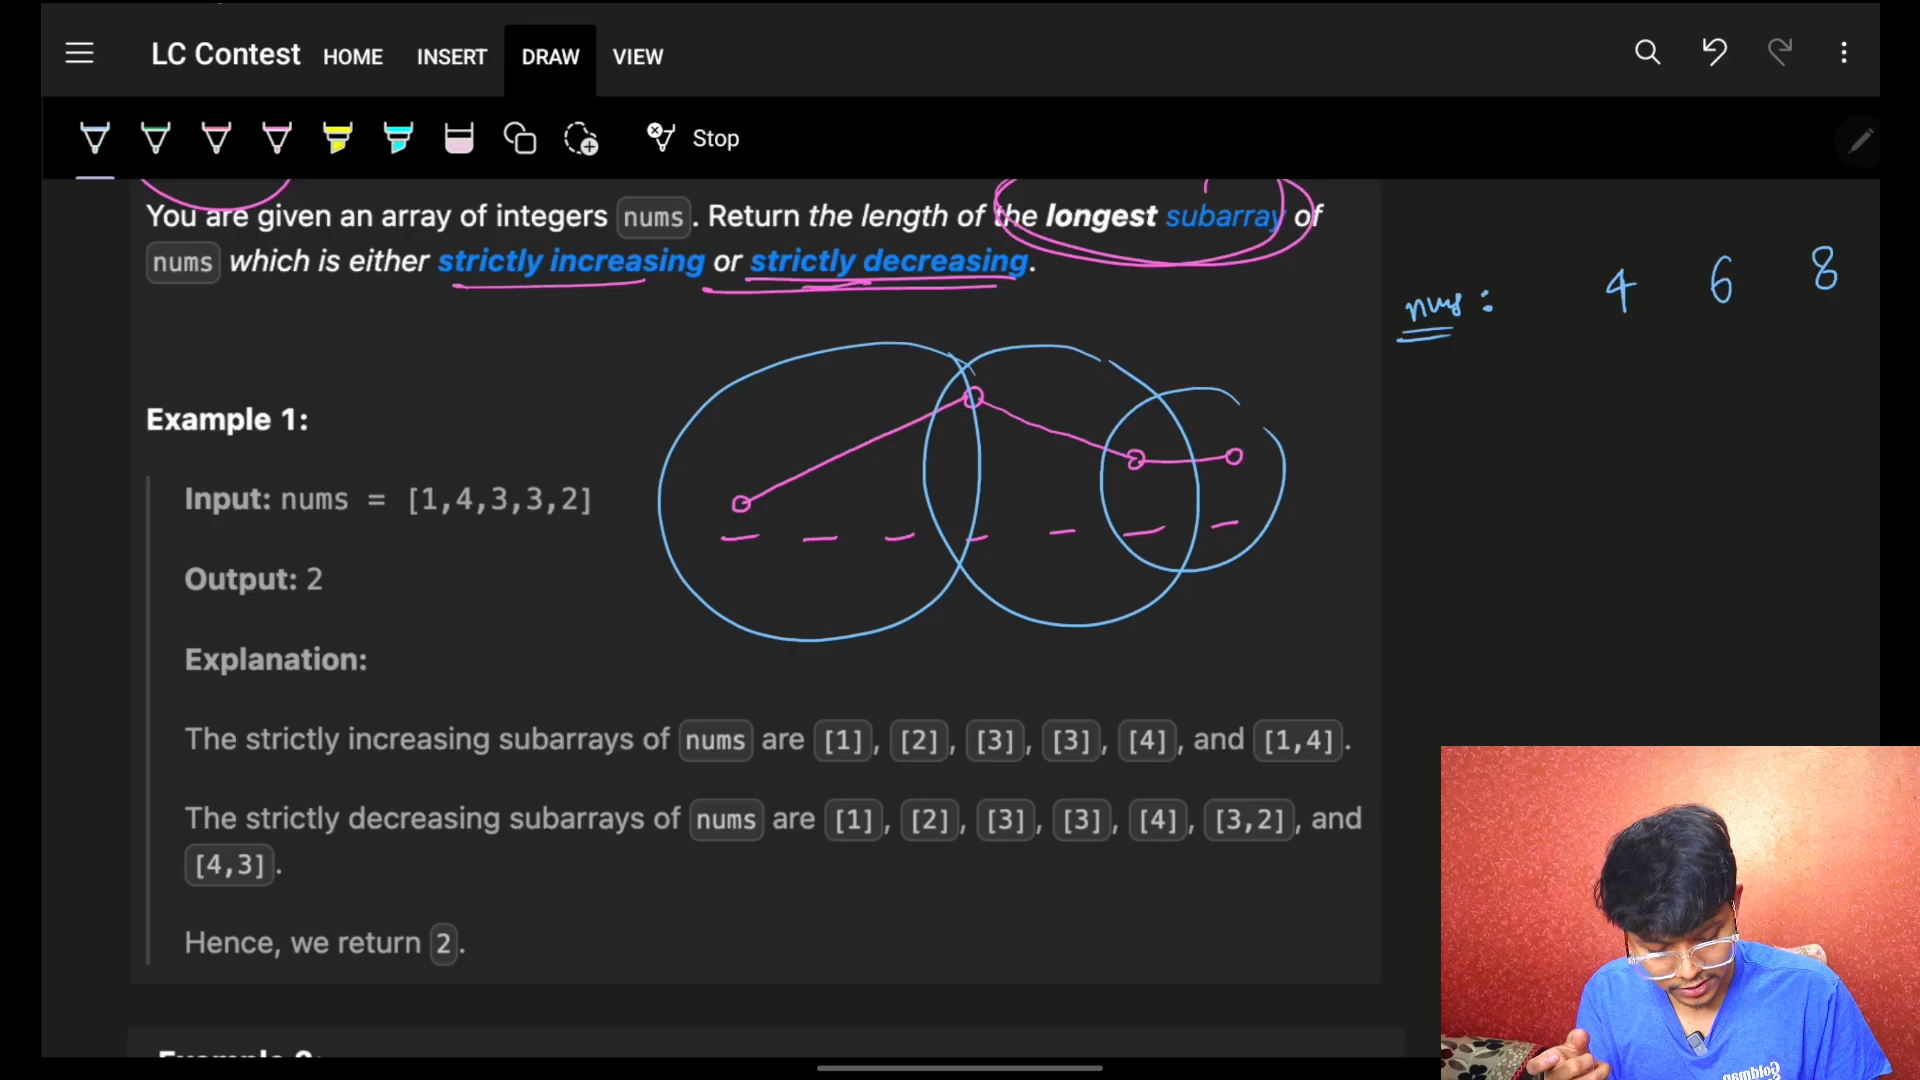 LC Contest HOME INSERT DRAW VIEW
Stop
You are given an array of integers nums. Return the length of the longest subarray of
nums which is either strictly increasing or strictly decreasing.
nums: 4 6 8
Example 1:
Input: nums = [1,4,3,3,2]
Output: 2
Explanation:
The strictly increasing subarrays of nums are [1], [2], [3], [3], [4], and [1,4].
The strictly decreasing subarrays of nums are [1], [2], [3], [3], [4], [3,2], and
[4,3].
Hence, we return 2.